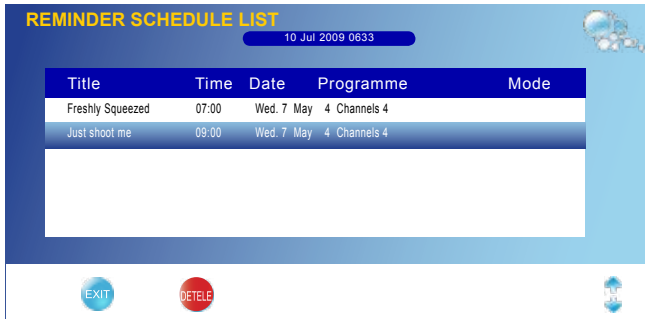 REMINDER SCHEDULE LIST
10 Jul 2009 0633
Title Time Date Programme Mode
Freshly Squeezed 07:00 Wed. 7 May 4 Channels 4
Just shoot me 09:00 Wed. 7 May 4 Channels 4
EXIT DETELE